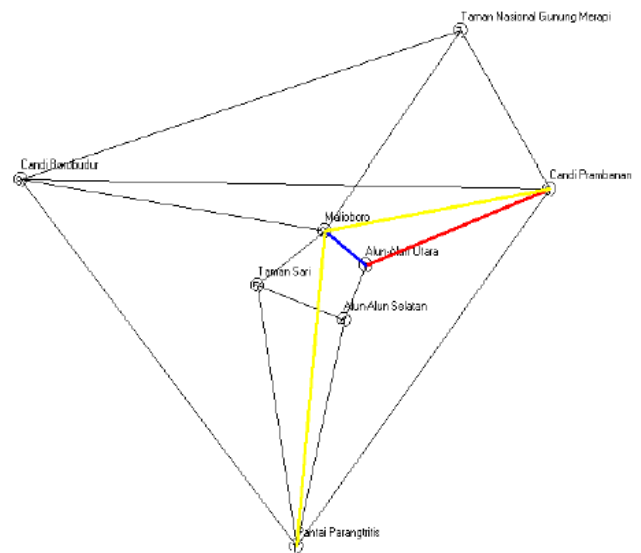 Taman Nasional Gunung Merapi
Candi Borobudur
Candi Prambanan
Malioboro
Alun-Alun Utara
Taman Sari
Alun-Alun Selatan
Pantai Parangtritis